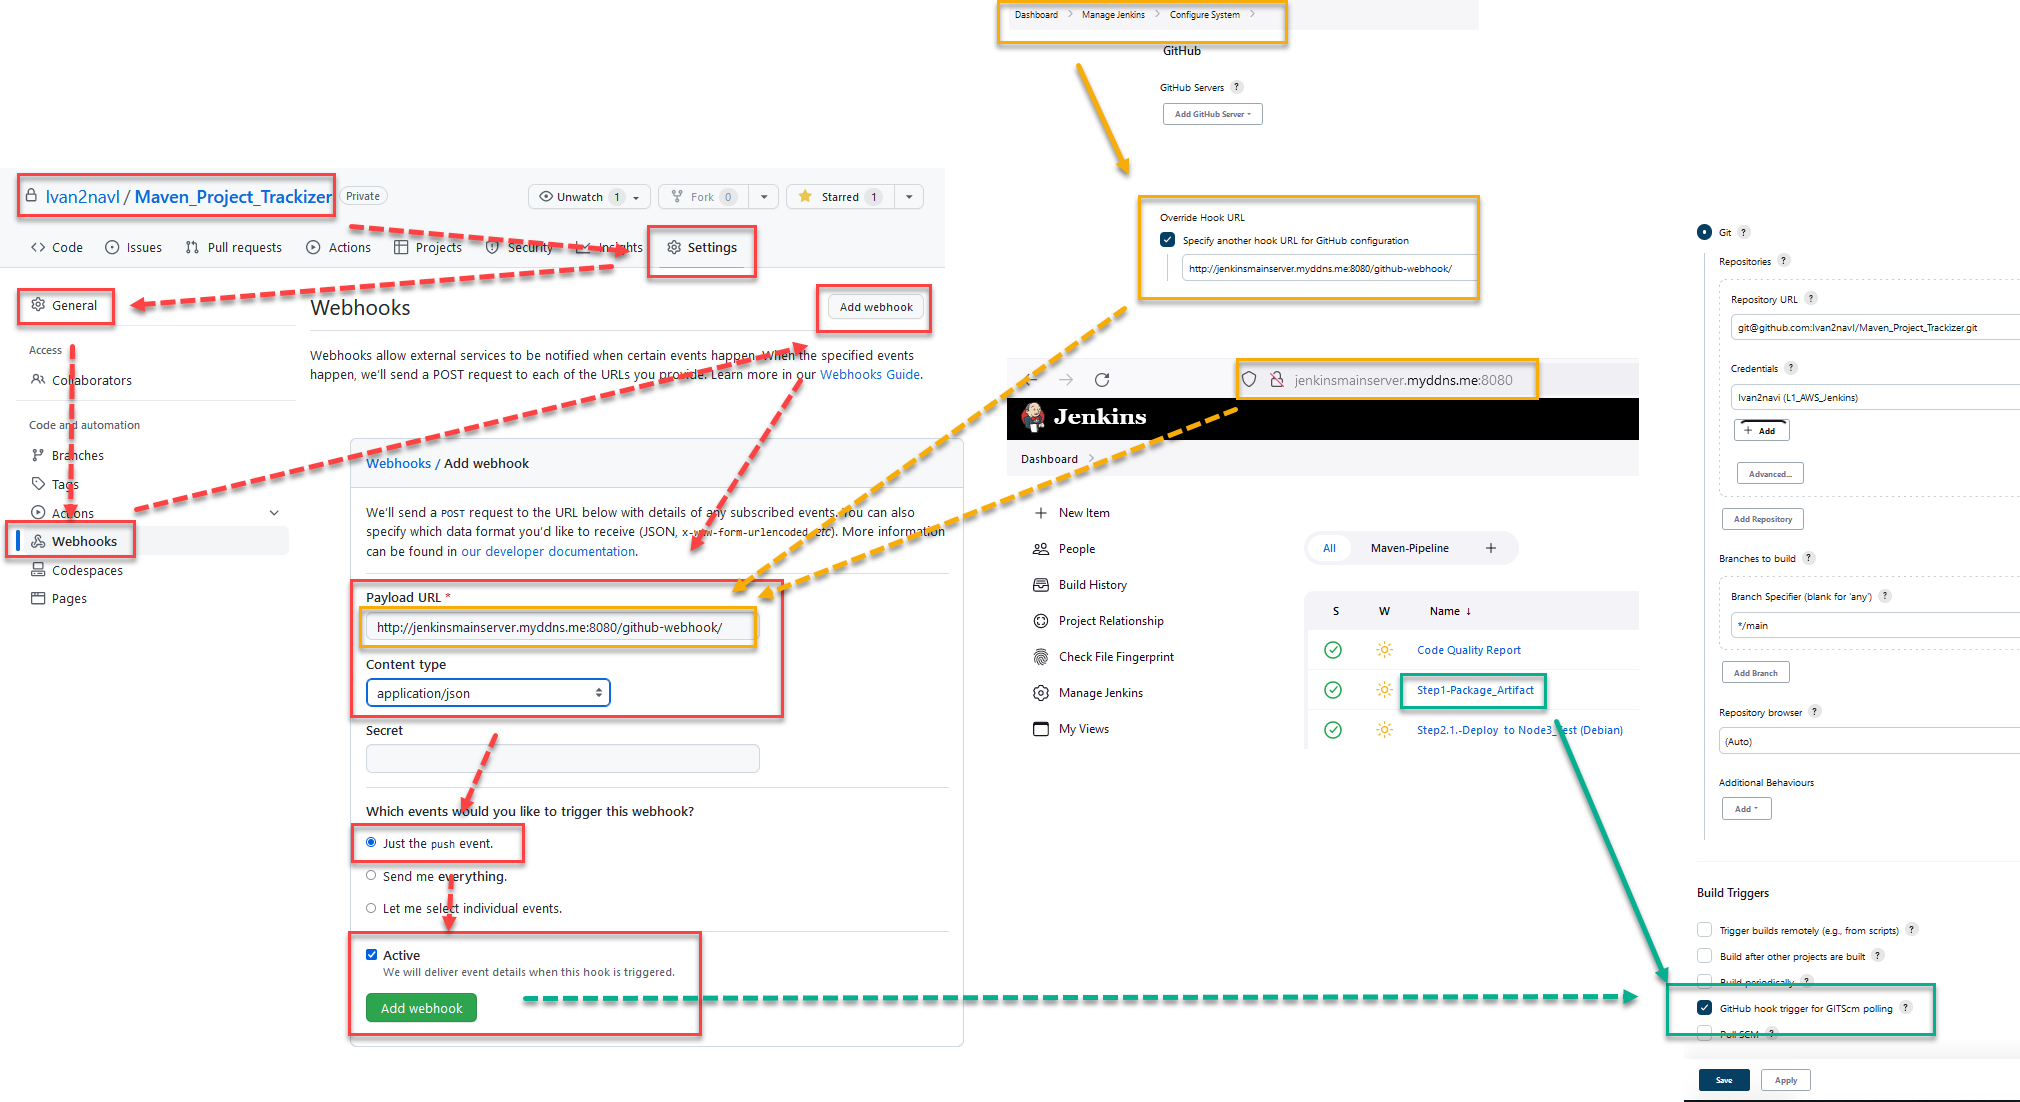 Dashboard > Manage Jenkins > Configure System >
GitHub
GitHub Servers ?
Add GitHub Server
Override Hook URL
Specify another hook URL for GitHub configuration
http://jenkinsmainserver.myddns.me:8080/github-webhook/
Ivan2navI / Maven_Project_Trackizer Private
Unwatch 1 Fork 0 Starred 1
Code Issues Pull requests Actions Projects Security Insights Settings
General
Access
Collaborators
Code and automation
Branches
Tags
Actions
Webhooks
Codespaces
Pages
Webhooks Add webhook
Webhooks allow external services to be notified when certain events happen. When the specified events
happen, we'll send a POST request to each of the URLs you provide. Learn more in our Webhooks Guide.
Webhooks / Add webhook
We'll send a POST request to the URL below with details of any subscribed events. You can also
specify which data format you'd like to receive (JSON, x-www-form-urlencoded, etc). More information
can be found in our developer documentation.
Payload URL *
http://jenkinsmainserver.myddns.me:8080/github-webhook/
Content type
application/json
Secret
Which events would you like to trigger this webhook?
Just the push event.
Send me everything.
Let me select individual events.
Active
We will deliver event details when this hook is triggered.
Add webhook
jenkinsmainserver.myddns.me:8080
Jenkins
Dashboard >
New Item
People
Build History
Project Relationship
Check File Fingerprint
Manage Jenkins
My Views
All Maven-Pipeline +
S W Name ↓
Code Quality Report
Step1-Package_Artifact
Step2.1.-Deploy to Node3_Test (Debian)
Git ?
Repositories ?
Repository URL ?
git@github.com:Ivan2navI/Maven_Project_Trackizer.git
Credentials ?
Ivan2navi (L1_AWS_Jenkins)
+ Add
Advanced...
Add Repository
Branches to build ?
Branch Specifier (blank for 'any') ?
*/main
Add Branch
Repository browser ?
(Auto)
Additional Behaviours
Add
Build Triggers
Trigger builds remotely (e.g., from scripts) ?
Build after other projects are built ?
Build periodically ?
GitHub hook trigger for GITScm polling ?
Poll SCM ?
Save Apply